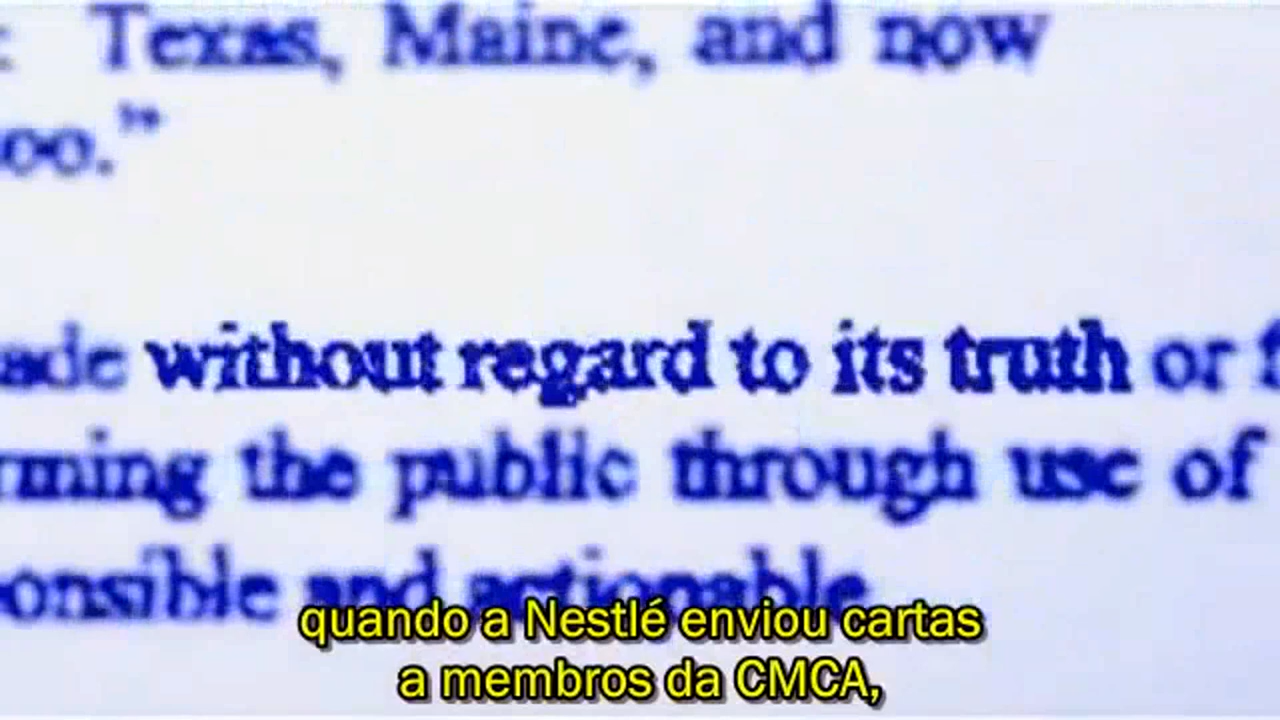 Texas, Maine, and now
oo."
ade without regard to its truth or f
rming the public through use of
onsible and actionable.
quando a Nestlé enviou cartas
a membros da CMCA,